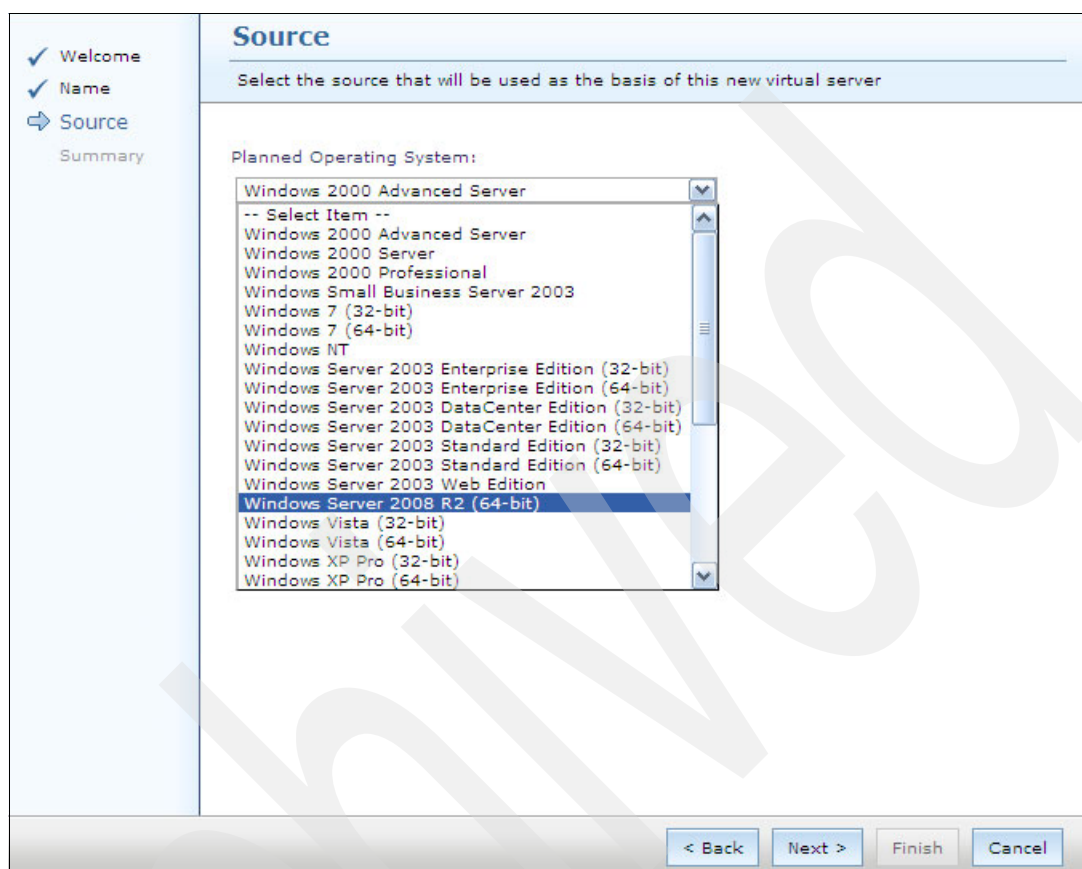 Welcome
Name
Source
Summary
Source
Select the source that will be used as the basis of this new virtual server
Planned Operating System:
Windows 2000 Advanced Server
-- Select Item --
Windows 2000 Advanced Server
Windows 2000 Server
Windows 2000 Professional
Windows Small Business Server 2003
Windows 7 (32-bit)
Windows 7 (64-bit)
Windows NT
Windows Server 2003 Enterprise Edition (32-bit)
Windows Server 2003 Enterprise Edition (64-bit)
Windows Server 2003 DataCenter Edition (32-bit)
Windows Server 2003 DataCenter Edition (64-bit)
Windows Server 2003 Standard Edition (32-bit)
Windows Server 2003 Standard Edition (64-bit)
Windows Server 2003 Web Edition
Windows Server 2008 R2 (64-bit)
Windows Vista (32-bit)
Windows Vista (64-bit)
Windows XP Pro (32-bit)
Windows XP Pro (64-bit)
< Back
Next >
Finish
Cancel